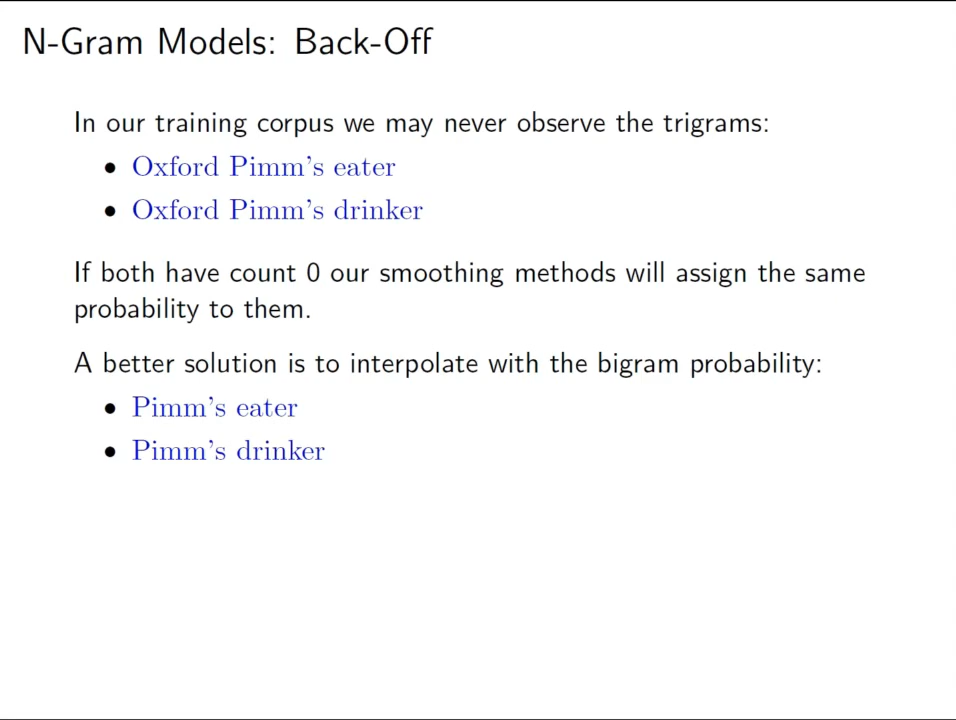 N-Gram Models: Back-Off
In our training corpus we may never observe the trigrams:
• Oxford Pimm's eater
• Oxford Pimm's drinker
If both have count 0 our smoothing methods will assign the same
probability to them.
A better solution is to interpolate with the bigram probability:
• Pimm's eater
• Pimm's drinker